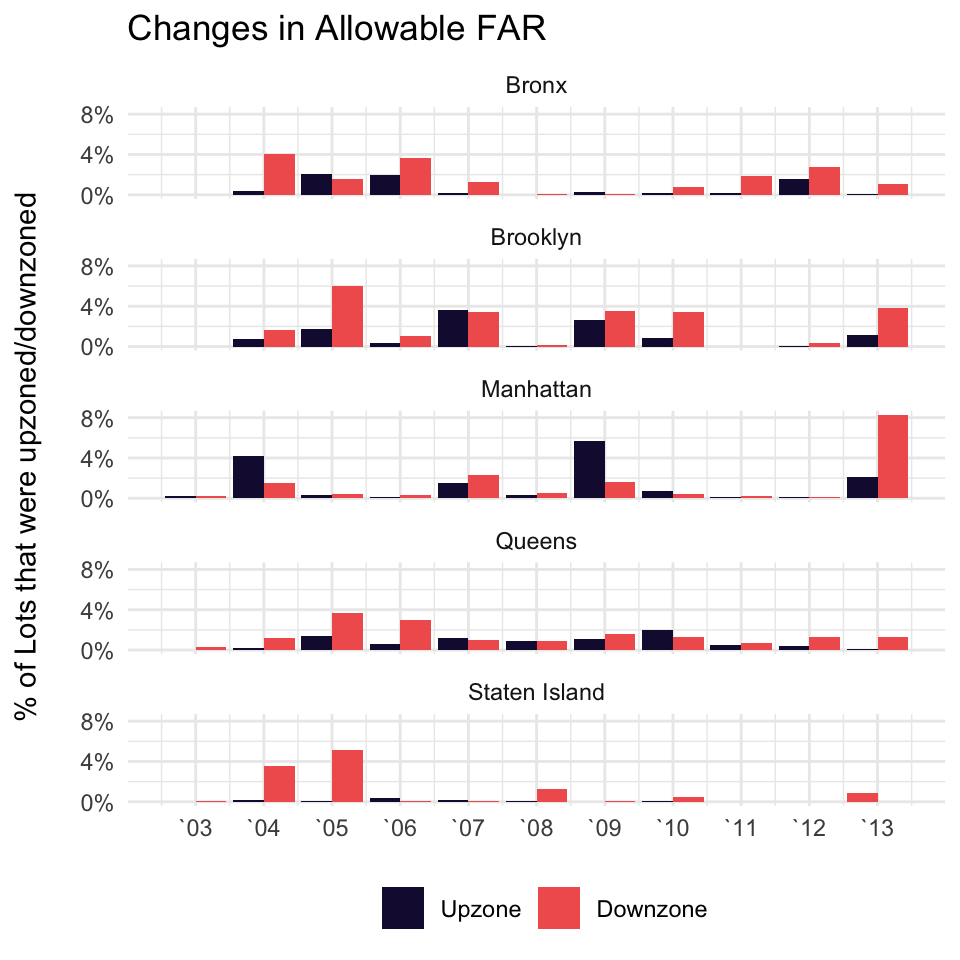 Changes in Allowable FAR
% of Lots that were upzoned/downzoned
Bronx
8%
4%
0%
Brooklyn
8%
4%
0%
Manhattan
8%
4%
0%
Queens
8%
4%
0%
Staten Island
8%
4%
0%
`03 `04 `05 `06 `07 `08 `09 `10 `11 `12 `13
Upzone Downzone